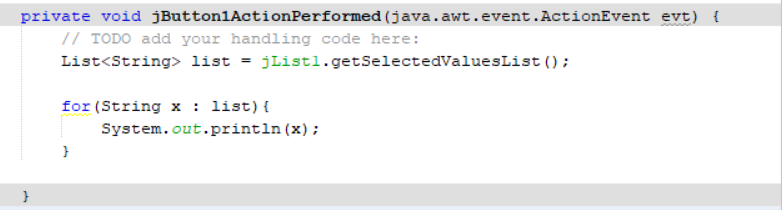 private void jButton1ActionPerformed(java.awt.event.ActionEvent evt) {
    // TODO add your handling code here:
    List<String> list = jList1.getSelectedValuesList();

    for(String x : list){
        System.out.println(x);
    }

}